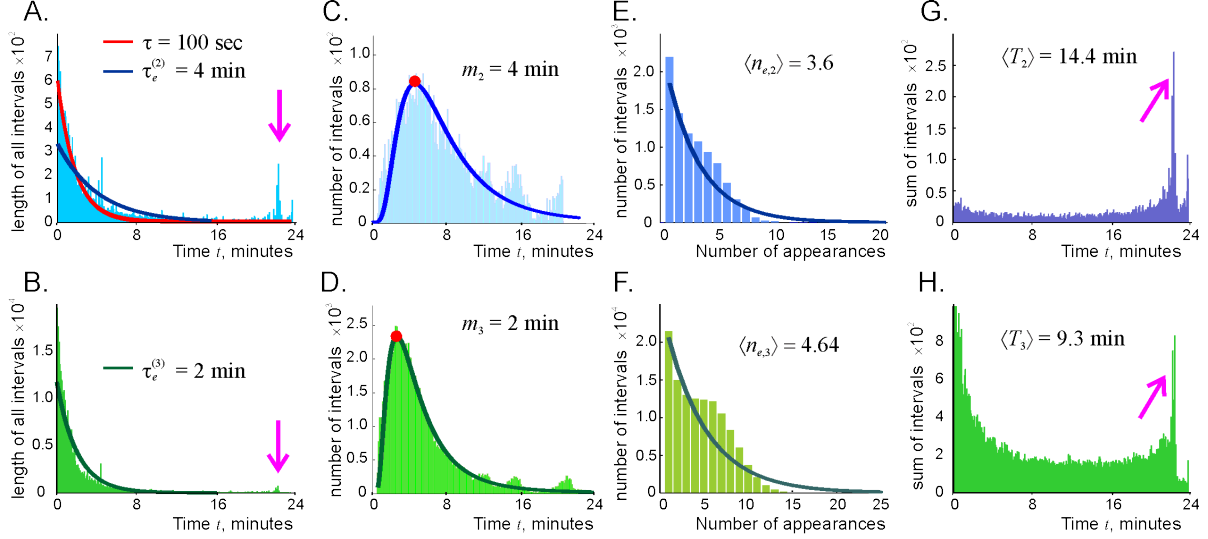 A.
length of all intervals ×10²
7
6
5
4
3
2
1
0
τ = 100 sec
τₑ⁽²⁾ = 4 min
0 8 16 24
Time t, minutes
C.
number of intervals ×10²
1.0
0.8
0.6
0.4
0.2
0
m₂ = 4 min
0 8 16 24
Time t, minutes
E.
number of intervals ×10³
2.0
1.5
1.0
0.5
0
⟨nₑ,₂⟩ = 3.6
0 5 10 15 20
Number of appearances
G.
sum of intervals ×10²
2.5
2.0
1.5
1.0
0.5
0
⟨T₂⟩ = 14.4 min
0 8 16 24
Time t, minutes
B.
length of all intervals ×10⁴
1.5
1.0
0.5
0
τₑ⁽³⁾ = 2 min
0 8 16 24
Time t, minutes
D.
number of intervals ×10³
2.5
2.0
1.5
1.0
0.5
0
m₃ = 2 min
0 8 16 24
Time t, minutes
F.
number of intervals ×10⁴
2.0
1.5
1.0
0.5
0
⟨nₑ,₃⟩ = 4.64
0 5 10 15 20 25
Number of appearances
H.
sum of intervals ×10²
8
6
4
2
0
⟨T₃⟩ = 9.3 min
0 8 16 24
Time t, minutes